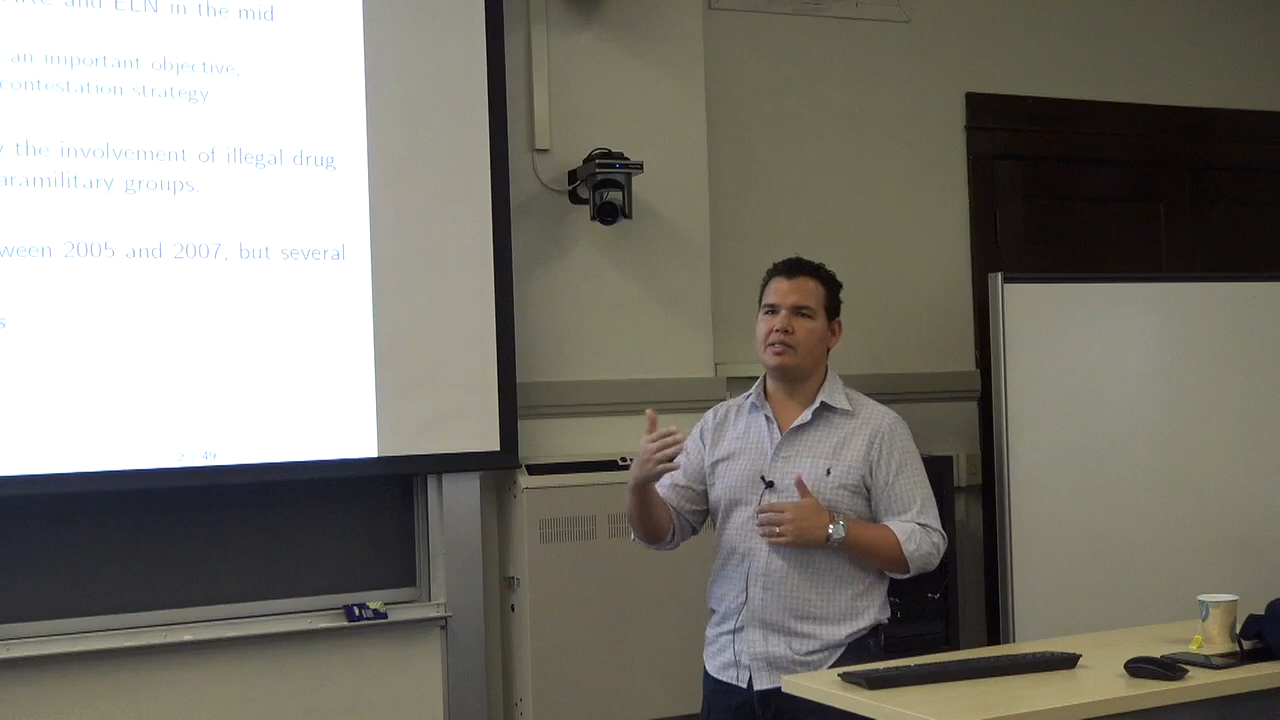 and ELN in the mid
an important objective,
contestation strategy
the involvement of illegal drug
aramilitary groups.
ween 2005 and 2007, but several
49